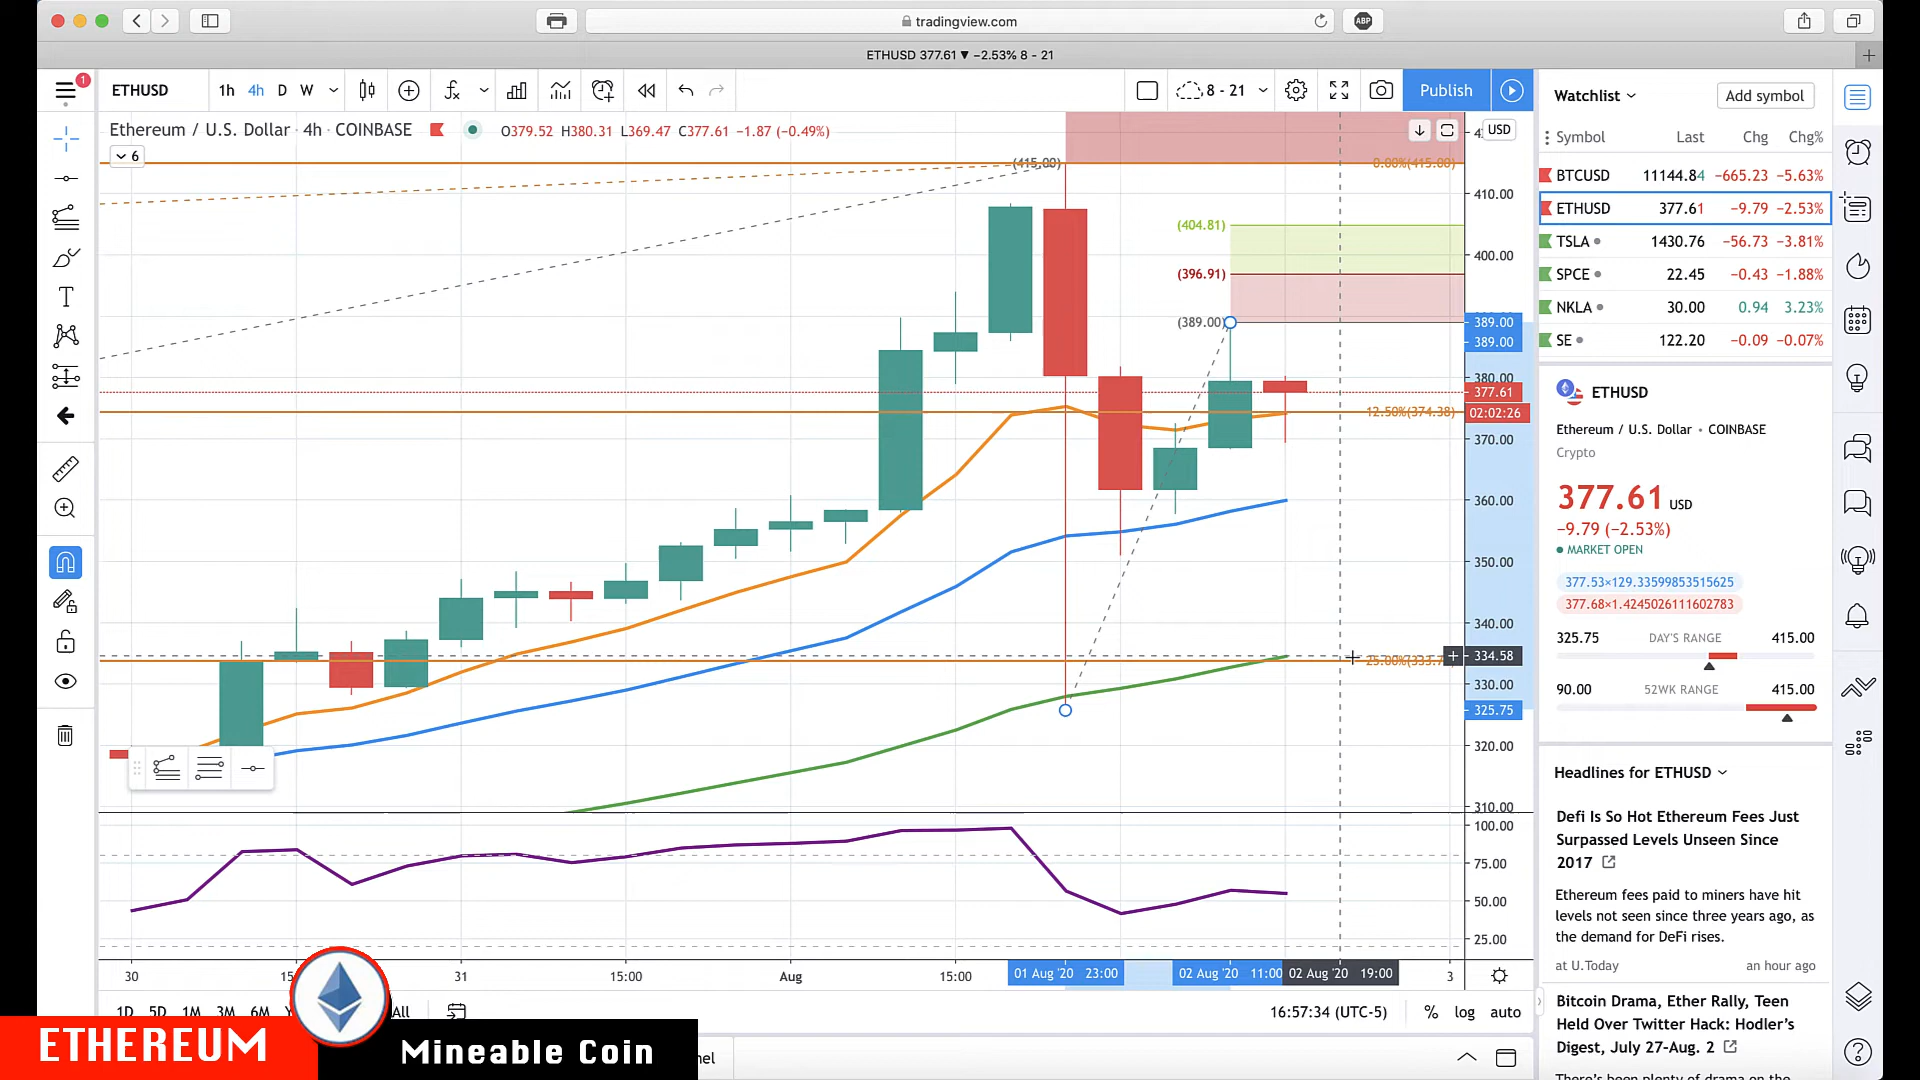 tradingview.com
ABP
ETHUSD 377.61 ▼ −2.53% 8 - 21
1
ETHUSD
1h 4h D W
8 - 21
Publish
Ethereum / U.S. Dollar · 4h · COINBASE
O379.52 H380.31 L369.47 C377.61 −1.87 (−0.49%)
6
USD
(415.00)
0.00%(415.00)
410.00
(404.81)
400.00
(396.91)
(389.00)
389.00
389.00
380.00
377.61
12.50%(374.38)
02:02:26
370.00
360.00
350.00
340.00
334.58
330.00
325.75
320.00
310.00
100.00
75.00
50.00
25.00
30
31
15:00
Aug
15:00
01 Aug '20 23:00
02 Aug '20 11:00
02 Aug '20 19:00
3
1D 5D 1M 3M 6M
All
16:57:34 (UTC-5)
% log auto
ETHEREUM
Mineable Coin
Watchlist
Add symbol
Symbol Last Chg Chg%
BTCUSD 11144.84 −665.23 −5.63%
ETHUSD 377.61 −9.79 −2.53%
TSLA 1430.76 −56.73 −3.81%
SPCE 22.45 −0.43 −1.88%
NKLA 30.00 0.94 3.23%
SE 122.20 −0.09 −0.07%
ETHUSD
Ethereum / U.S. Dollar • COINBASE
Crypto
377.61 USD
−9.79 (−2.53%)
MARKET OPEN
377.53×129.33599853515625
377.68×1.4245026111602783
325.75 DAY'S RANGE 415.00
90.00 52WK RANGE 415.00
Headlines for ETHUSD
Defi Is So Hot Ethereum Fees Just
Surpassed Levels Unseen Since
2017
Ethereum fees paid to miners have hit
levels not seen since three years ago, as
the demand for DeFi rises.
at U.Today an hour ago
Bitcoin Drama, Ether Rally, Teen
Held Over Twitter Hack: Hodler's
Digest, July 27-Aug. 2